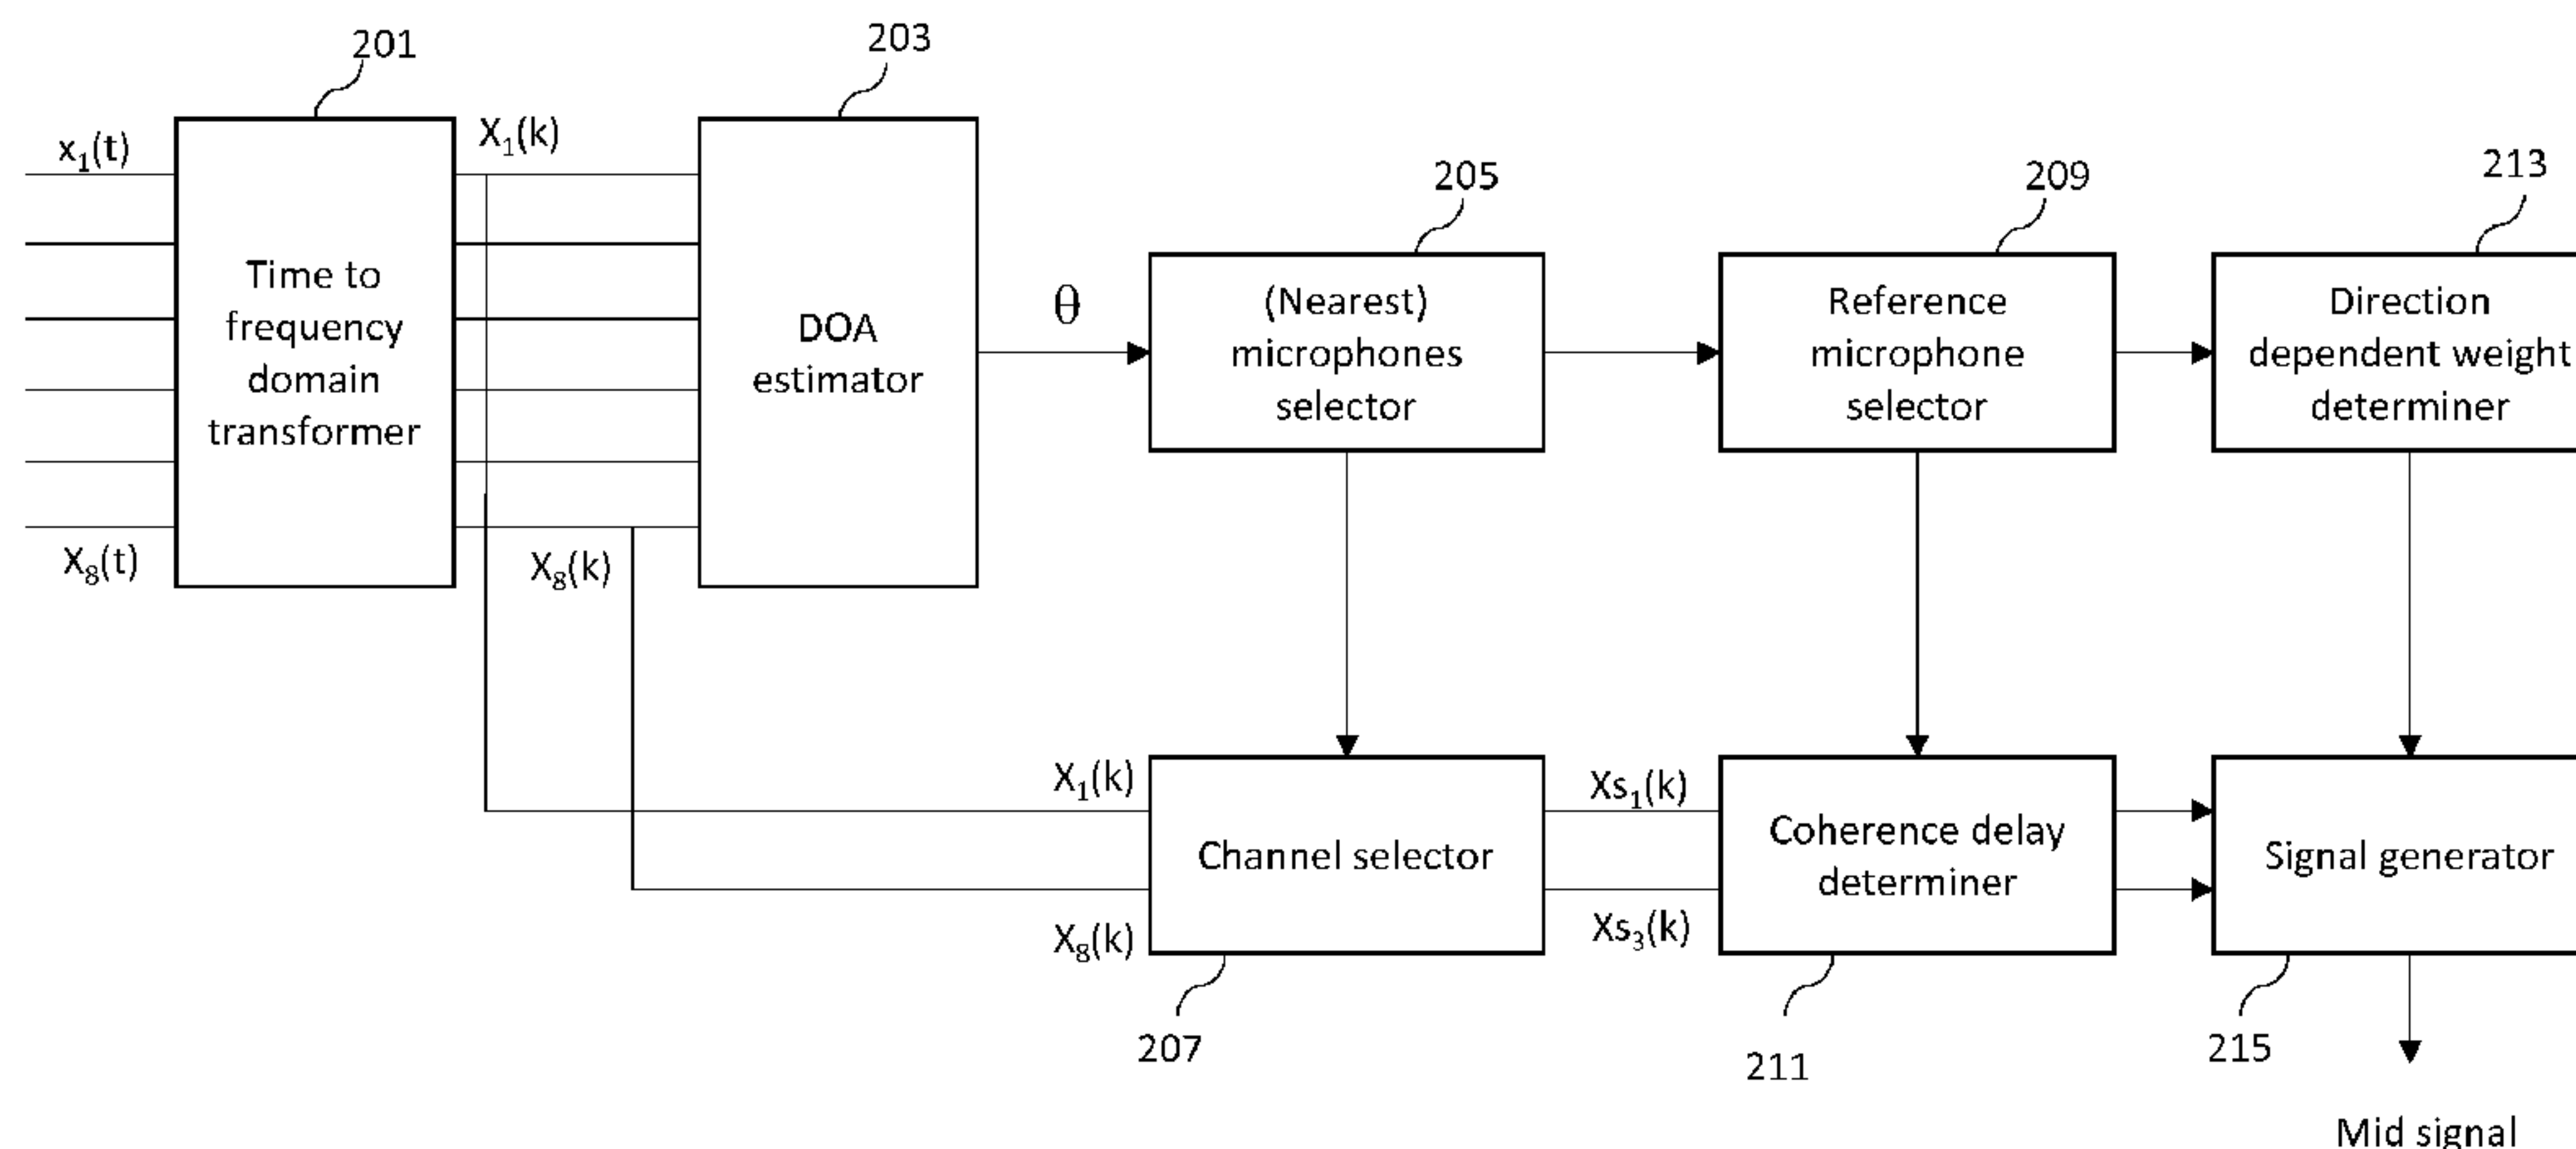 201
203
x₁(t)
X₁(k)
205
209
213
Time to
frequency
domain
transformer
DOA
estimator
θ
(Nearest)
microphones
selector
Reference
microphone
selector
Direction
dependent weight
determiner
X₈(t)
X₈(k)
X₁(k)
X₈(k)
Channel selector
Xs₁(k)
Xs₃(k)
Coherence delay
determiner
Signal generator
207
211
215
Mid signal